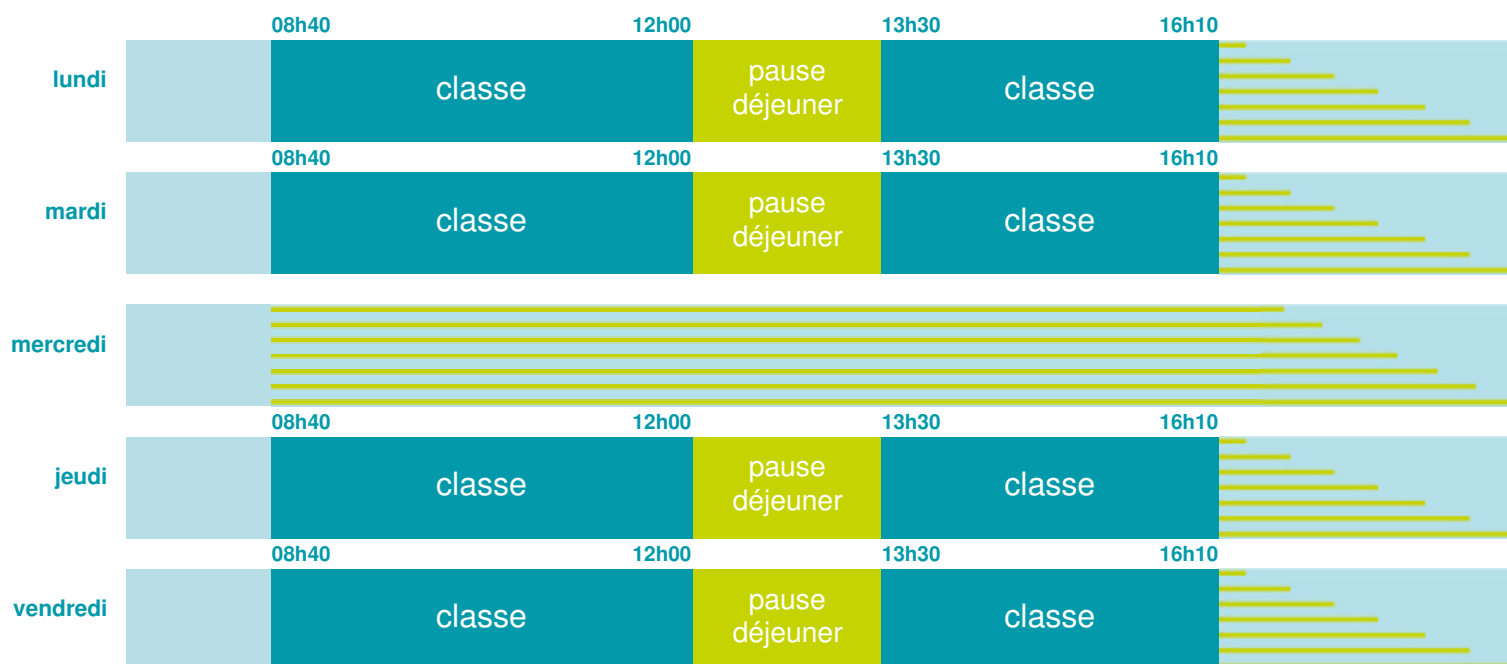 08h40 12h00 13h30 16h10
lundi classe pause déjeuner classe
08h40 12h00 13h30 16h10
mardi classe pause déjeuner classe
mercredi
08h40 12h00 13h30 16h10
jeudi classe pause déjeuner classe
08h40 12h00 13h30 16h10
vendredi classe pause déjeuner classe